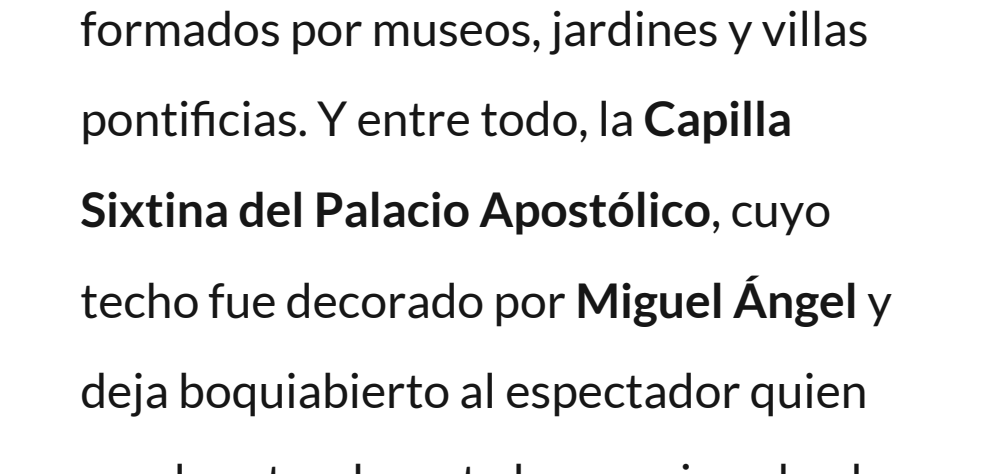 formados por museos, jardines y villas
pontificias. Y entre todo, la Capilla
Sixtina del Palacio Apostólico, cuyo
techo fue decorado por Miguel Ángel y
deja boquiabierto al espectador quien